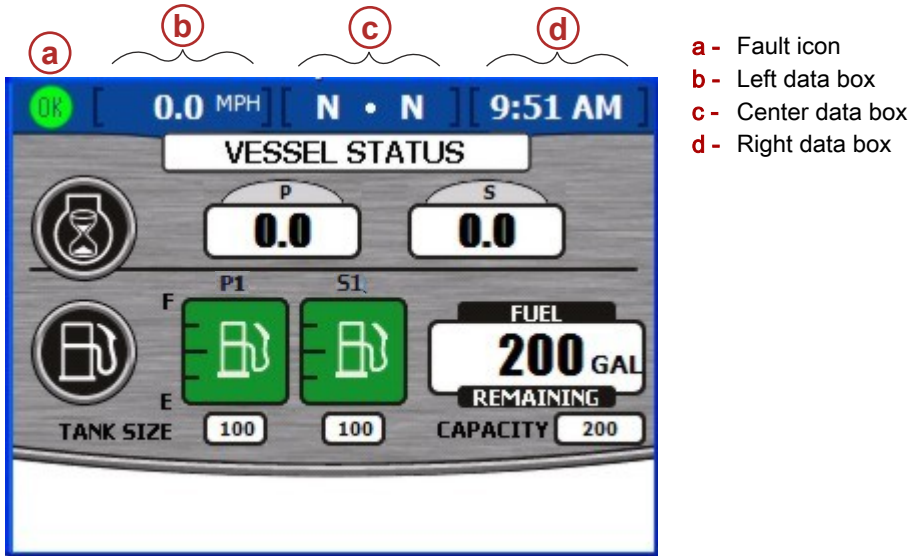 a b c d
OK 0.0 MPH N • N 9:51 AM
VESSEL STATUS
P S
0.0 0.0
P1 S1
F
E
FUEL
200 GAL
REMAINING
TANK SIZE 100 100 CAPACITY 200
a - Fault icon
b - Left data box
c - Center data box
d - Right data box